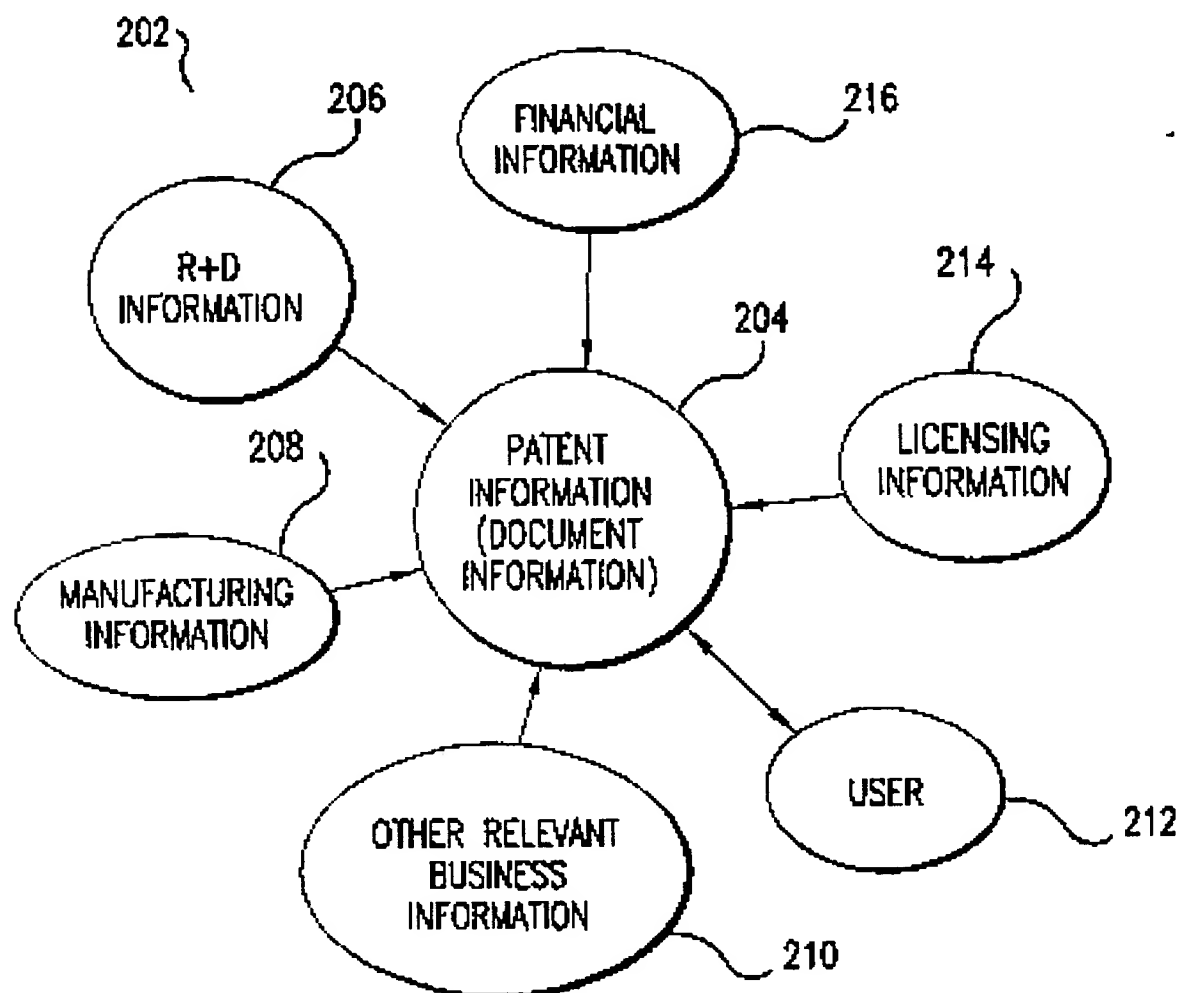 202
206
216
FINANCIAL
INFORMATION
R+D
INFORMATION
214
204
LICENSING
INFORMATION
208
PATENT
INFORMATION
(DOCUMENT
INFORMATION)
MANUFACTURING
INFORMATION
USER
212
OTHER RELEVANT
BUSINESS
INFORMATION
210